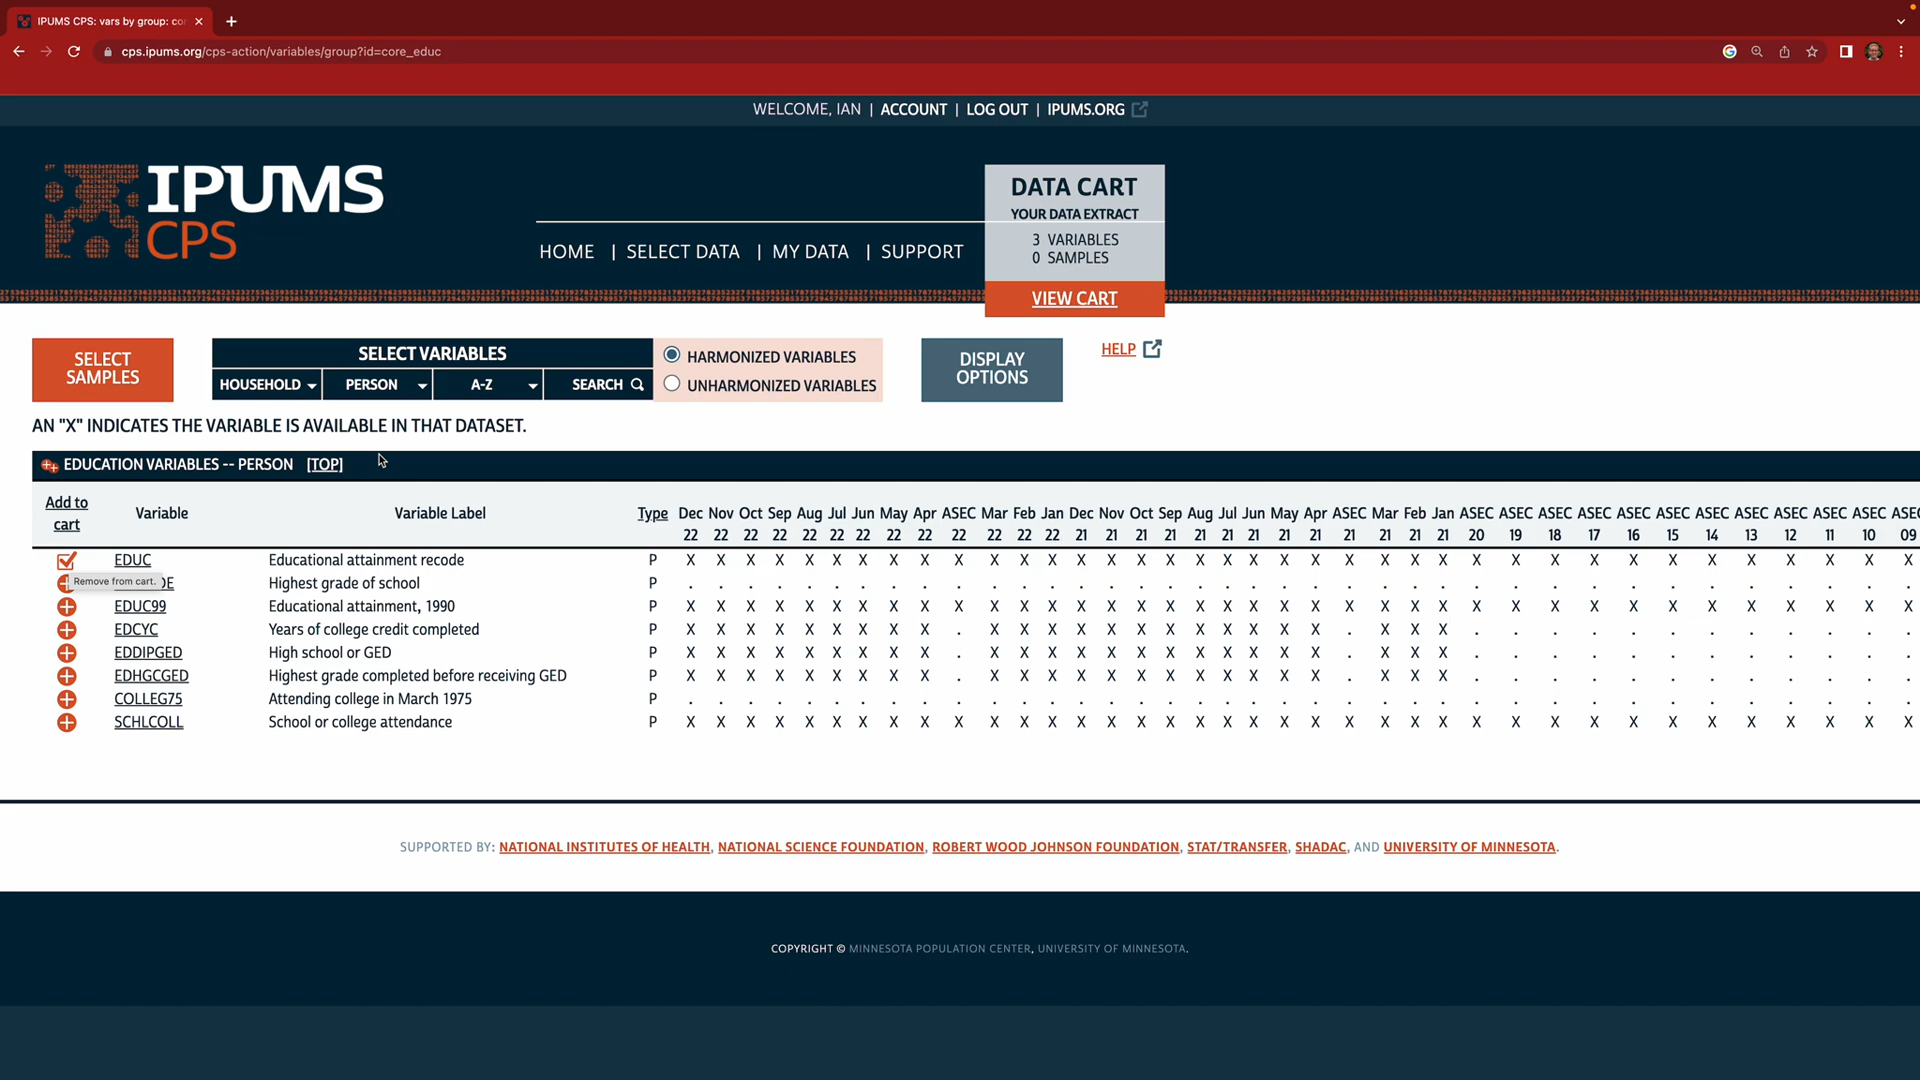 IPUMS CPS: vars by group: co
cps.ipums.org/cps-action/variables/group?id=core_educ
WELCOME, IAN | ACCOUNT | LOG OUT | IPUMS.ORG
IPUMS
CPS
HOME | SELECT DATA | MY DATA | SUPPORT
DATA CART
YOUR DATA EXTRACT
3 VARIABLES
0 SAMPLES
VIEW CART
SELECT
SAMPLES
SELECT VARIABLES
HOUSEHOLD PERSON A-Z SEARCH
HARMONIZED VARIABLES
UNHARMONIZED VARIABLES
DISPLAY
OPTIONS
HELP
AN "X" INDICATES THE VARIABLE IS AVAILABLE IN THAT DATASET.
EDUCATION VARIABLES -- PERSON [TOP]
Add to cart Variable Variable Label Type Dec 22 Nov 22 Oct 22 Sep 22 Aug 22 Jul 22 Jun 22 May 22 Apr 22 ASEC 22 Mar 22 Feb 22 Jan 22 Dec 21 Nov 21 Oct 21 Sep 21 Aug 21 Jul 21 Jun 21 May 21 Apr 21 ASEC 21 Mar 21 Feb 21 Jan 21 ASEC 20 ASEC 19 ASEC 18 ASEC 17 ASEC 16 ASEC 15 ASEC 14 ASEC 13 ASEC 12 ASEC 11 ASEC 10 ASEC 09
EDUC Educational attainment recode P X X X X X X X X X X X X X X X X X X X X X X X X X X X X X X X X X X X X X X
Remove from cart. DE Highest grade of school P . . . . . . . . . . . . . . . . . . . . . . . . . . . . . . . . . . . . . .
EDUC99 Educational attainment, 1990 P X X X X X X X X X X X X X X X X X X X X X X X X X X X X X X X X X X X X X X
EDCYC Years of college credit completed P X X X X X X X X X . X X X X X X X X X X X X . X X X . . . . . . . . . . . .
EDDIPGED High school or GED P X X X X X X X X X . X X X X X X X X X X X X . X X X . . . . . . . . . . . .
EDHGCGED Highest grade completed before receiving GED P X X X X X X X X X . X X X X X X X X X X X X . X X X . . . . . . . . . . . .
COLLEG75 Attending college in March 1975 P . . . . . . . . . . . . . . . . . . . . . . . . . . . . . . . . . . . . . .
SCHLCOLL School or college attendance P X X X X X X X X X X X X X X X X X X X X X X X X X X X X X X X X X X X X X X
SUPPORTED BY: NATIONAL INSTITUTES OF HEALTH, NATIONAL SCIENCE FOUNDATION, ROBERT WOOD JOHNSON FOUNDATION, STAT/TRANSFER, SHADAC, AND UNIVERSITY OF MINNESOTA.
COPYRIGHT © MINNESOTA POPULATION CENTER, UNIVERSITY OF MINNESOTA.